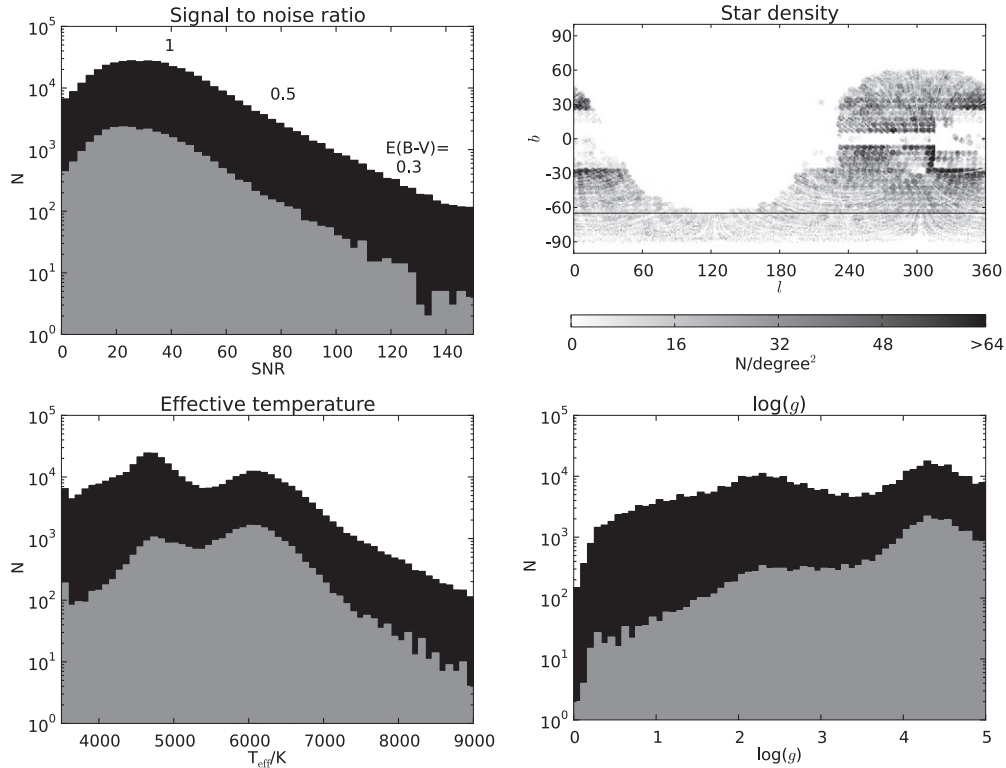 Signal to noise ratio
10^5
10^4
10^3
10^2
10^1
10^0
N
1
0.5
E(B-V)=
0.3
0 20 40 60 80 100 120 140
SNR
Star density
90
60
30
0
-30
-60
-90
b
0 60 120 180 240 300 360
l
0 16 32 48 >64
N/degree^2
Effective temperature
10^5
10^4
10^3
10^2
10^1
10^0
N
4000 5000 6000 7000 8000 9000
T_eff/K
log(g)
10^5
10^4
10^3
10^2
10^1
10^0
N
0 1 2 3 4 5
log(g)